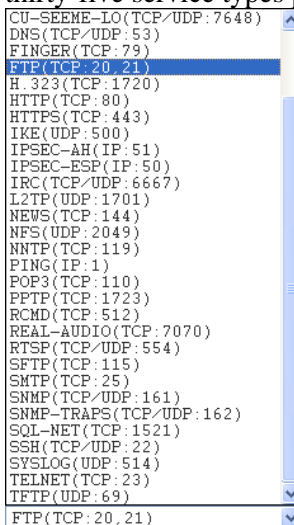 thirty-five service types
CU-SEEME-LO(TCP/UDP:7648)
DNS(TCP/UDP:53)
FINGER(TCP:79)
FTP(TCP:20,21)
H.323(TCP:1720)
HTTP(TCP:80)
HTTPS(TCP:443)
IKE(UDP:500)
IPSEC-AH(IP:51)
IPSEC-ESP(IP:50)
IRC(TCP/UDP:6667)
L2TP(UDP:1701)
NEWS(TCP:144)
NFS(UDP:2049)
NNTP(TCP:119)
PING(IP:1)
POP3(TCP:110)
PPTP(TCP:1723)
RCMD(TCP:512)
REAL-AUDIO(TCP:7070)
RTSP(TCP/UDP:554)
SFTP(TCP:115)
SMTP(TCP:25)
SNMP(TCP/UDP:161)
SNMP-TRAPS(TCP/UDP:162)
SQL-NET(TCP:1521)
SSH(TCP/UDP:22)
SYSLOG(UDP:514)
TELNET(TCP:23)
TFTP(UDP:69)
FTP(TCP:20,21)